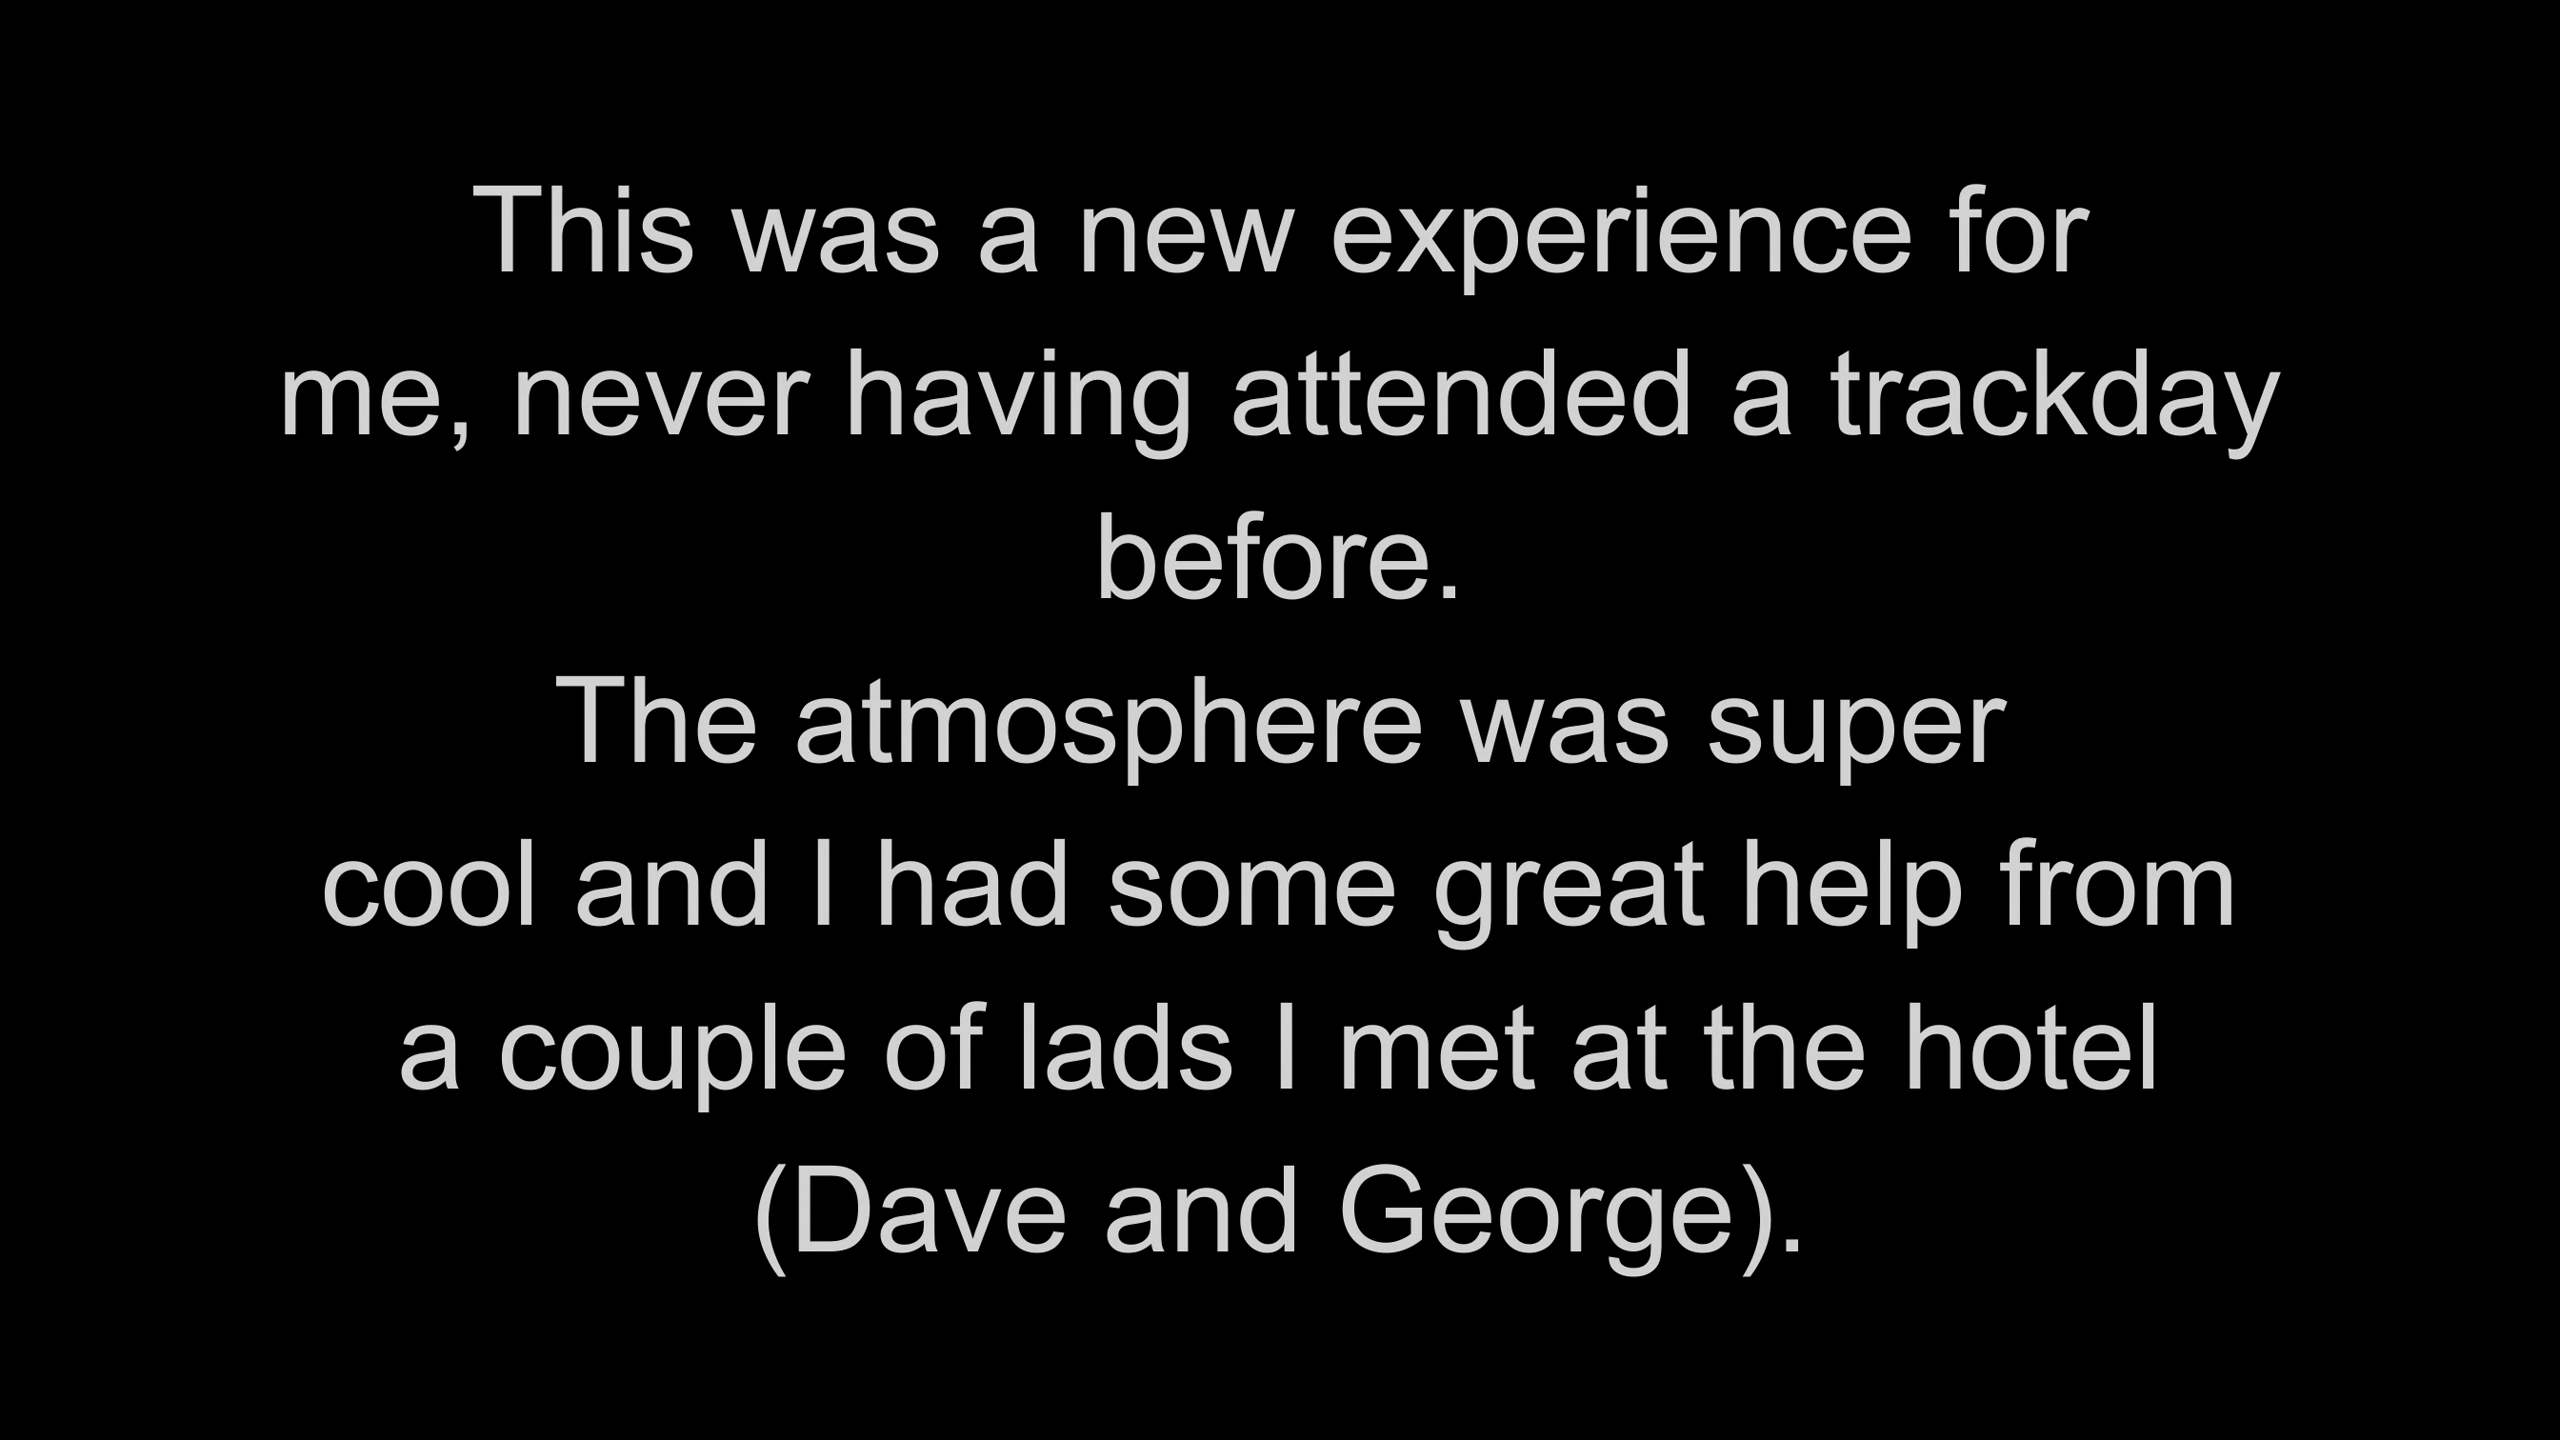 This was a new experience for
me, never having attended a trackday
before.
The atmosphere was super
cool and I had some great help from
a couple of lads I met at the hotel
(Dave and George).